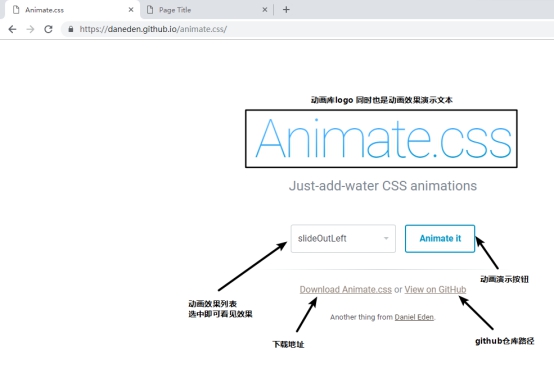 Animate.css
Page Title
https://daneden.github.io/animate.css/
动画库logo 同时也是动画效果演示文本
Animate.css
Just-add-water CSS animations
slideOutLeft
Animate it
动画演示按钮
Download Animate.css or View on GitHub
动画效果列表
选中即可看见效果
Another thing from Daniel Eden.
下载地址
github仓库路径